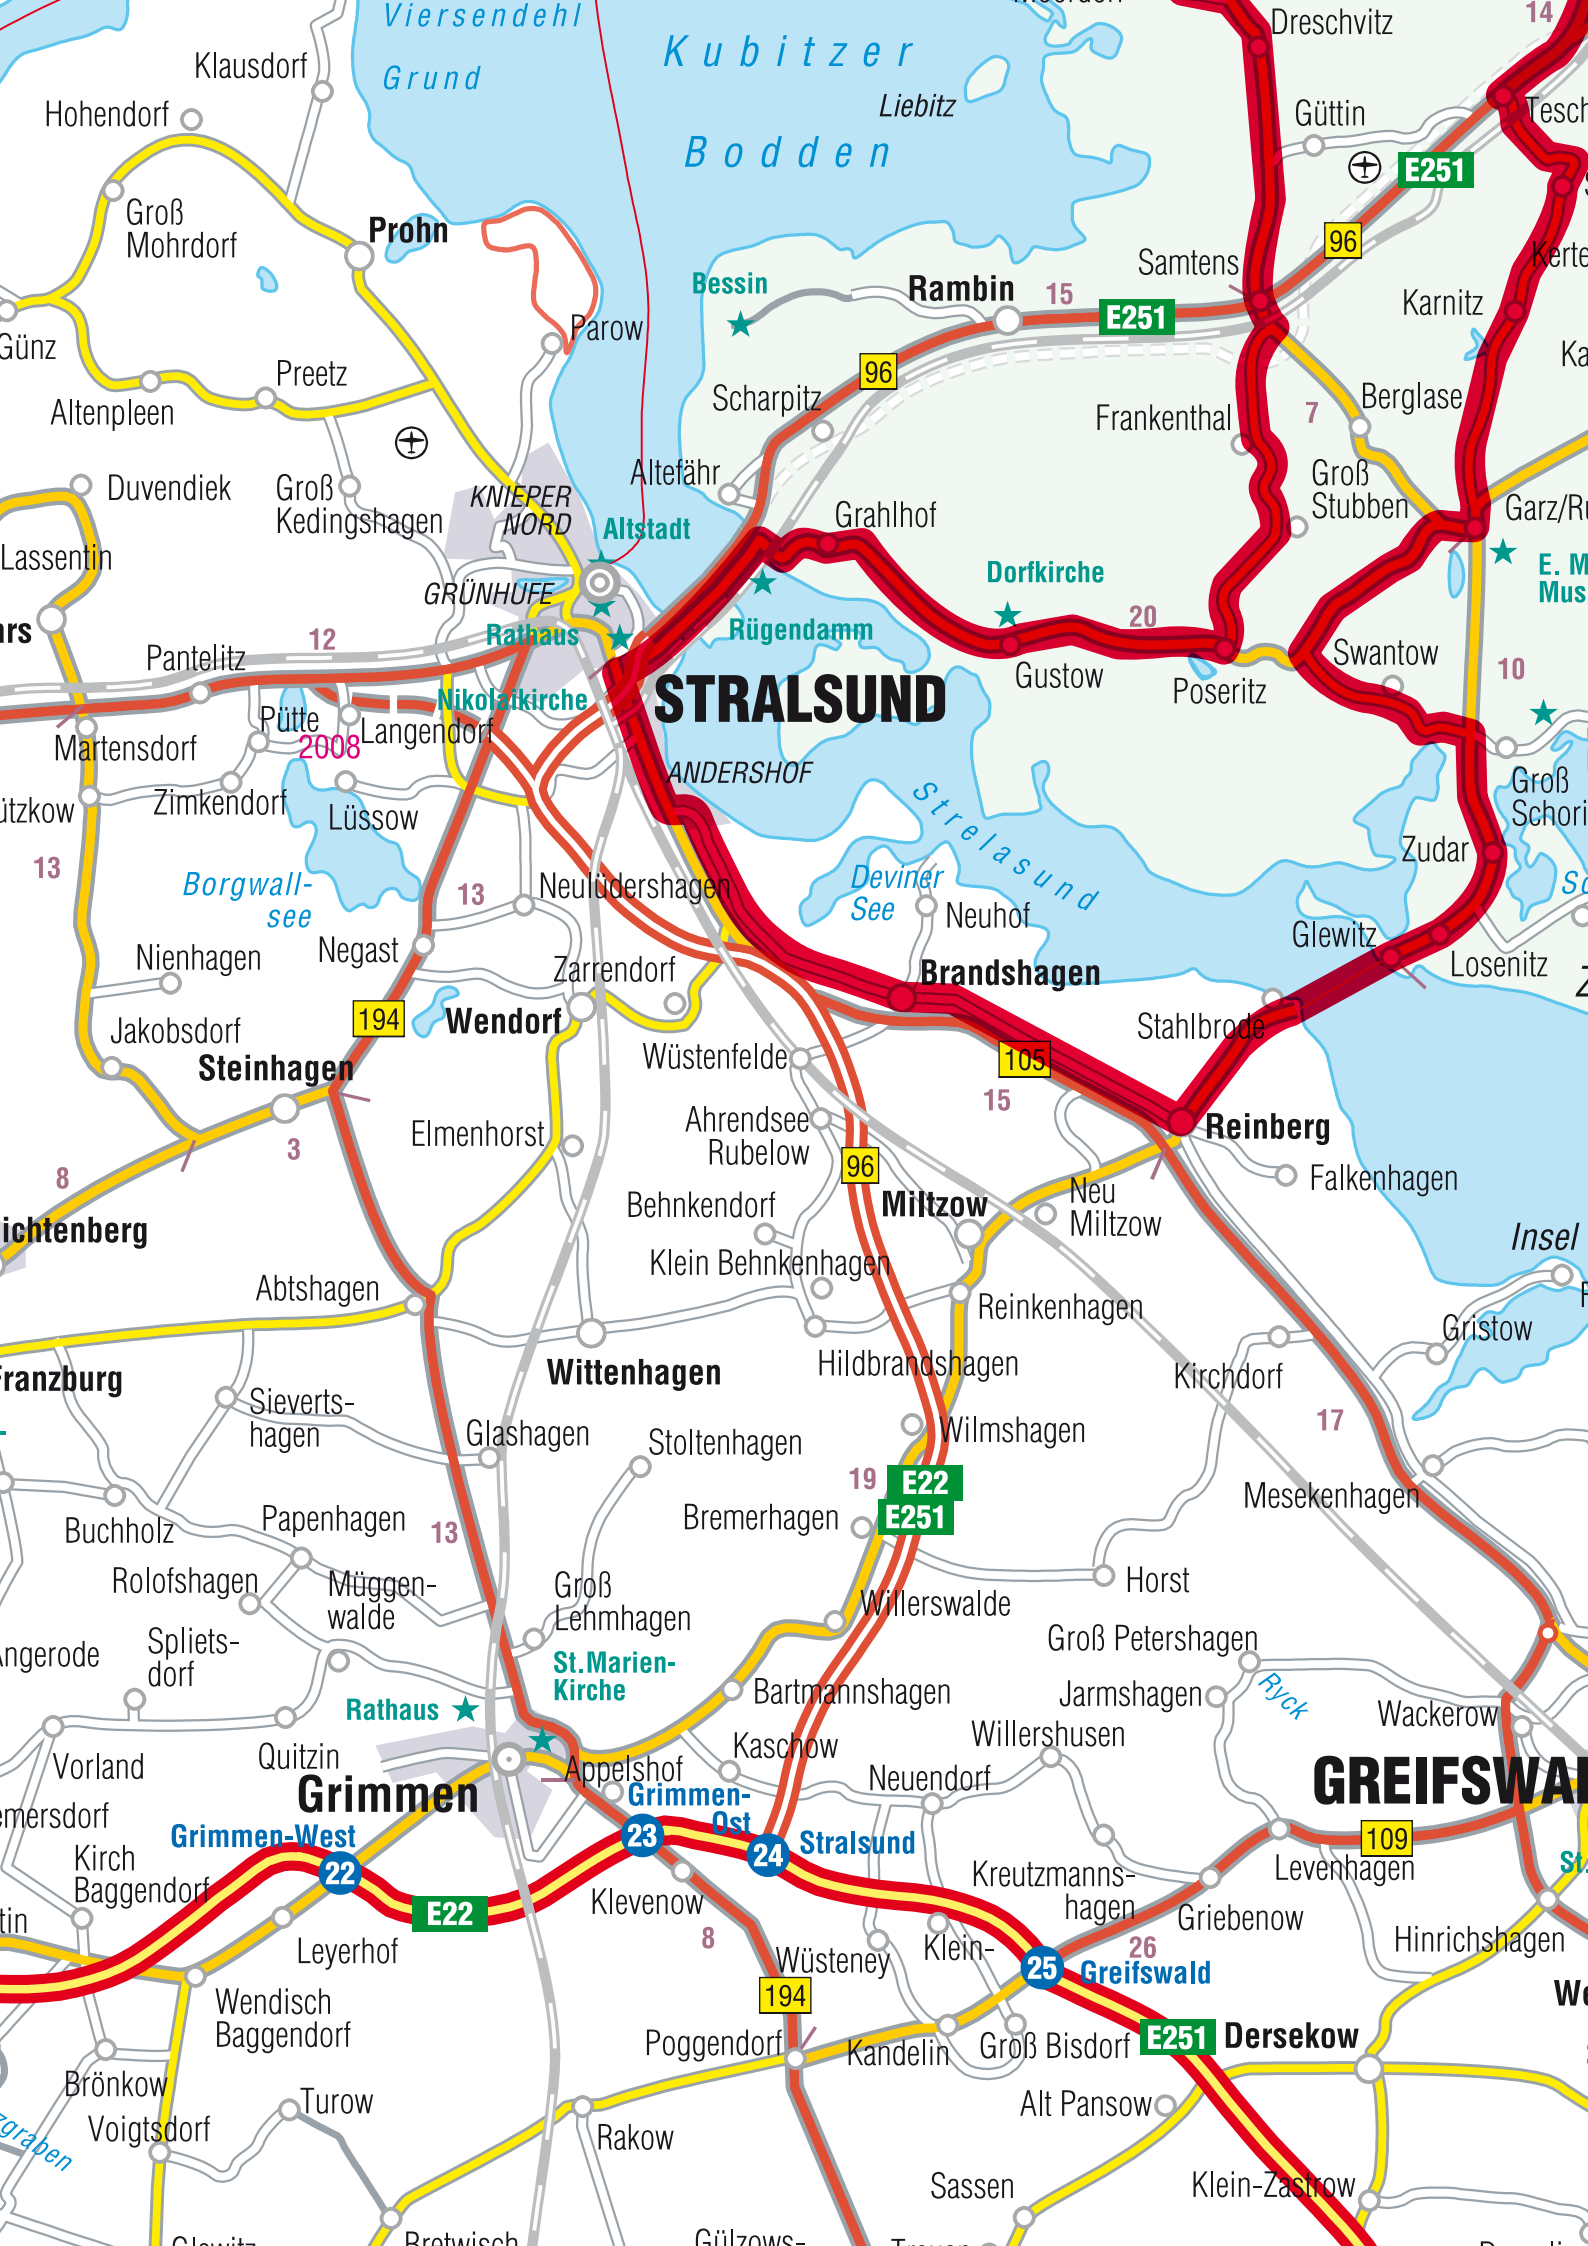 Viersendehl
Grund
Kubitzer
Bodden
Liebitz
Dreschvitz
14
Klausdorf
Hohendorf
Güttin
E251
Groß
Mohrdorf
Prohn
96
Samtens
Bessin
Rambin
15
E251
Karnitz
Parow
Günz
Preetz
96
Altenpleen
Scharpitz
Frankenthal
7
Berglase
Duvendiek
Groß
Kedingshagen
KNIEPER
NORD
Altefähr
Altstadt
Grahlhof
Groß
Stubben
Lassentin
GRÜNHUFE
Dorfkirche
20
12
Pantelitz
Rathaus
Rügendamm
Gustow
Poseritz
Swantow
10
Nikolaikirche
STRALSUND
Pütte
2008
Langendorf
Martensdorf
ANDERSHOF
Zimkendorf
Lüssow
Strelasund
Groß
Zudar
13
Borgwall-
see
13
Neulüdershagen
Deviner
See
Neuhof
Glewitz
Losenitz
Nienhagen
Negast
Zarrendorf
Brandshagen
194
Wendorf
Stahlbrode
Jakobsdorf
Steinhagen
Wüstenfelde
105
15
Elmenhorst
3
Ahrendsee
Rubelow
96
Reinberg
Falkenhagen
8
Behnkendorf
Miltzow
Neu
Miltzow
Insel
Klein Behnkenhagen
Abtshagen
Reinkenhagen
Gristow
Wittenhagen
Hildbrandshagen
Kirchdorf
Sieverts-
hagen
17
Glashagen
Stoltenhagen
Wilmshagen
19
E22
E251
Mesekenhagen
Buchholz
Papenhagen
13
Bremerhagen
Rolofshagen
Müggen-
walde
Groß
Lehmhagen
Horst
Willerswalde
Spliets-
dorf
St.Marien-
Kirche
Groß Petershagen
Ryck
Rathaus
Bartmannshagen
Jarmshagen
Wackerow
Vorland
Quitzin
Kaschow
Willershusen
Grimmen
Appelshof
Neuendorf
Grimmen-
Ost
Grimmen-West
22
23
24
Stralsund
109
Levenhagen
Kirch
Baggendorf
E22
Klevenow
Kreutzmanns-
hagen
Griebenow
Hinrichshagen
Leyerhof
8
Wüsteney
Klein-
26
25
Greifswald
Wendisch
Baggendorf
194
Poggendorf
Kandelin
Groß Bisdorf
E251
Dersekow
Brönkow
Turow
Voigtsdorf
Rakow
Alt Pansow
Sassen
Klein-Zastrow